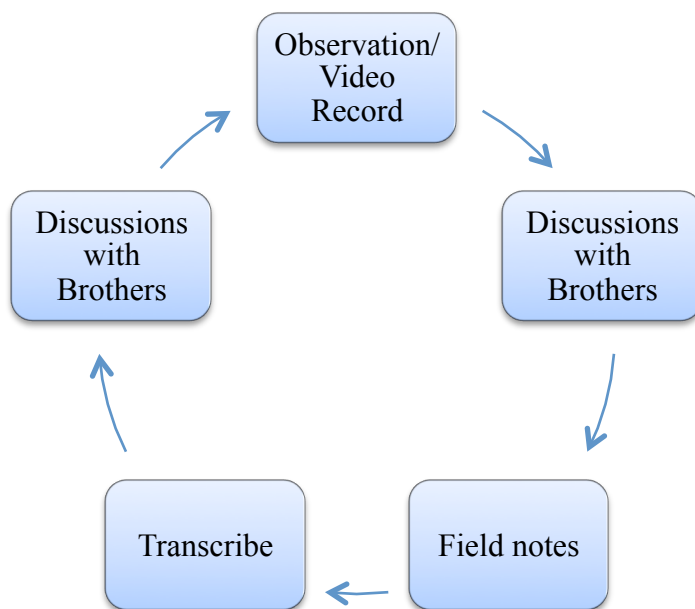 Observation/
Video
Record
Discussions
with
Brothers
Discussions
with
Brothers
Transcribe
Field notes